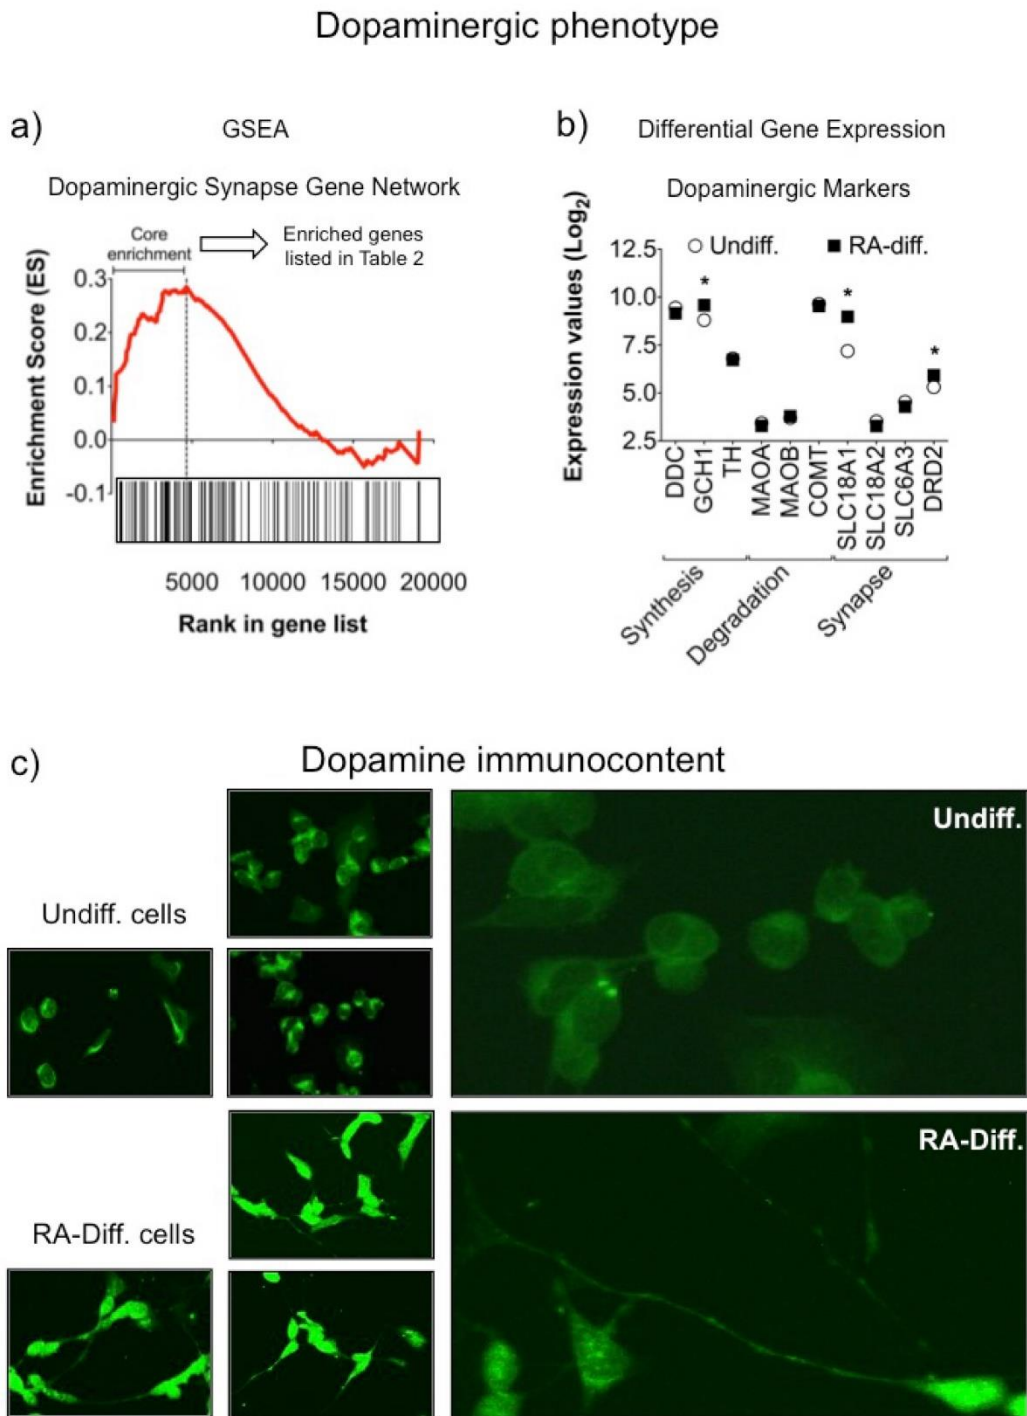 Dopaminergic phenotype
a)
GSEA
Dopaminergic Synapse Gene Network
Core
enrichment
Enriched genes
listed in Table 2
Enrichment Score (ES)
0.3
0.2
0.1
0.0
-0.1
5000 10000 15000 20000
Rank in gene list
b)
Differential Gene Expression
Dopaminergic Markers
Undiff. RA-diff.
Expression values (Log2)
12.5
10.0
7.5
5.0
2.5
* * *
DDC
GCH1
TH
MAOA
MAOB
COMT
SLC18A1
SLC18A2
SLC6A3
DRD2
Synthesis
Degradation
Synapse
c)
Dopamine immunocontent
Undiff. cells
Undiff.
RA-Diff. cells
RA-Diff.